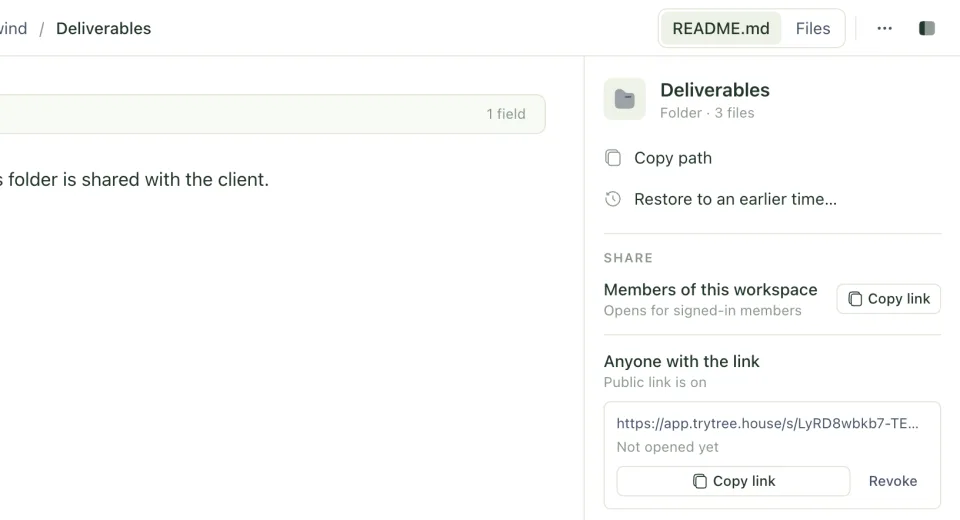 / Deliverables
README.md Files
Deliverables
Folder · 3 files
1 field
Copy path
folder is shared with the client.
Restore to an earlier time...
SHARE
Members of this workspace
Opens for signed-in members
Copy link
Anyone with the link
Public link is on
https://app.trytree.house/s/LyRD8wbkb7-TE...
Not opened yet
Copy link Revoke